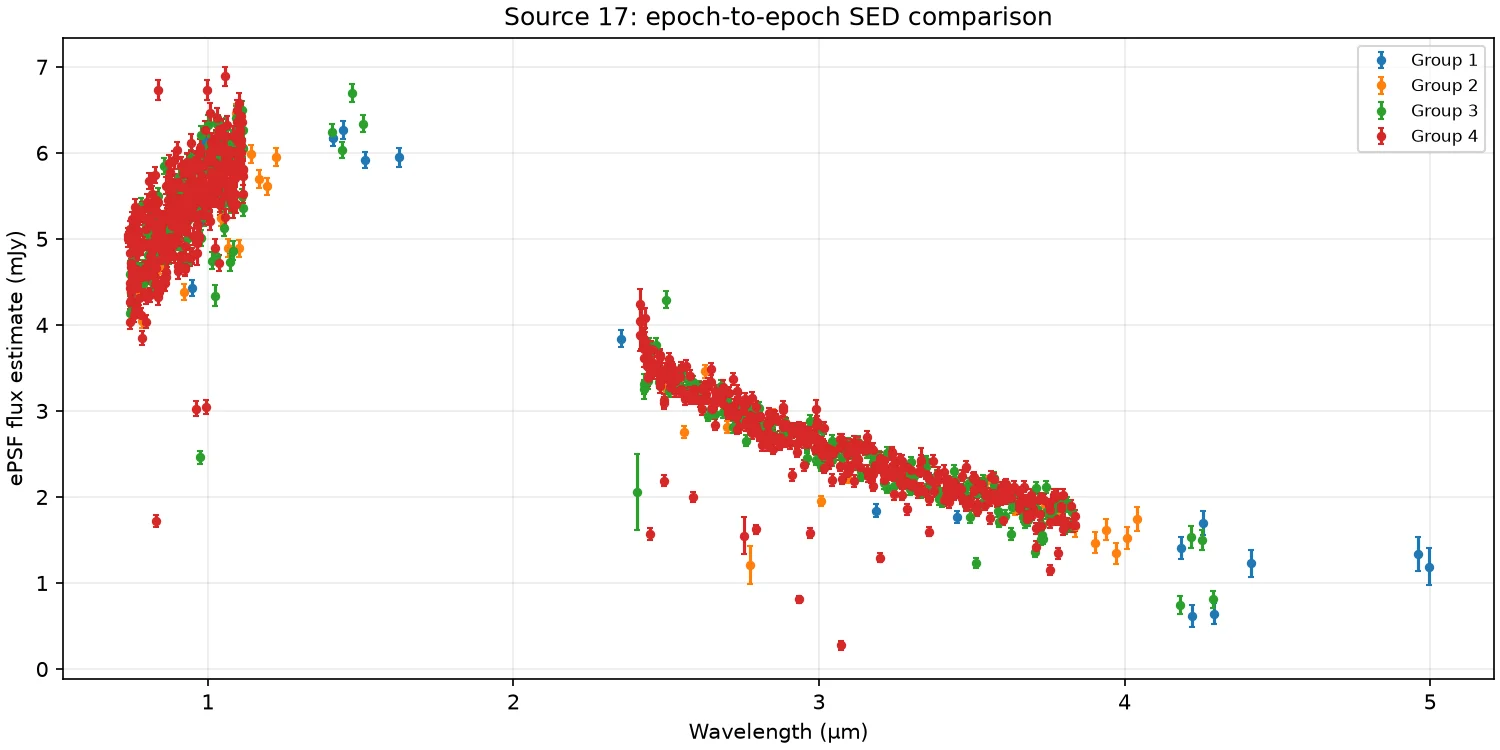 Source 17: epoch-to-epoch SED comparison
7
6
5
4
3
2
1
0
ePSF flux estimate (mJy)
Group 1
Group 2
Group 3
Group 4
1 2 3 4 5
Wavelength (µm)